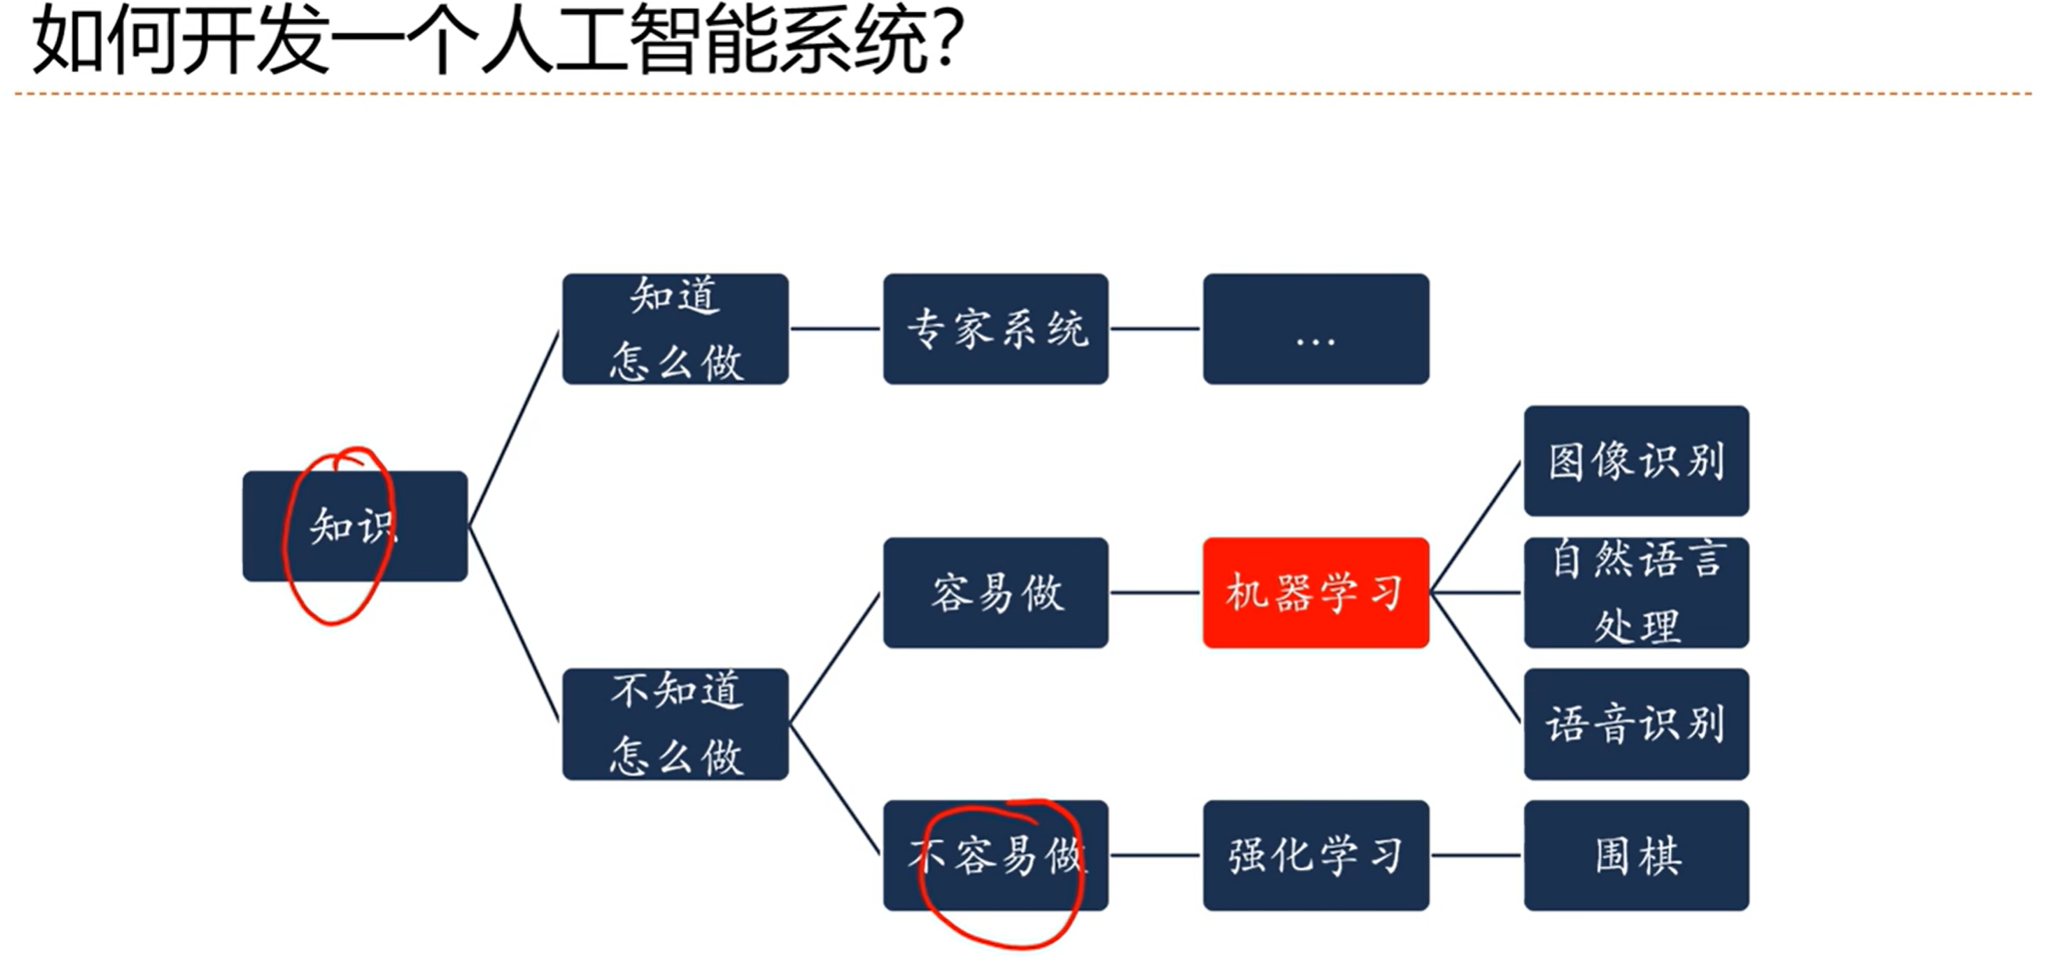 如何开发一个人工智能系统？
知道
怎么做
专家系统
...
知识
不知道
怎么做
容易做
机器学习
图像识别
自然语言
处理
语音识别
不容易做
强化学习
围棋